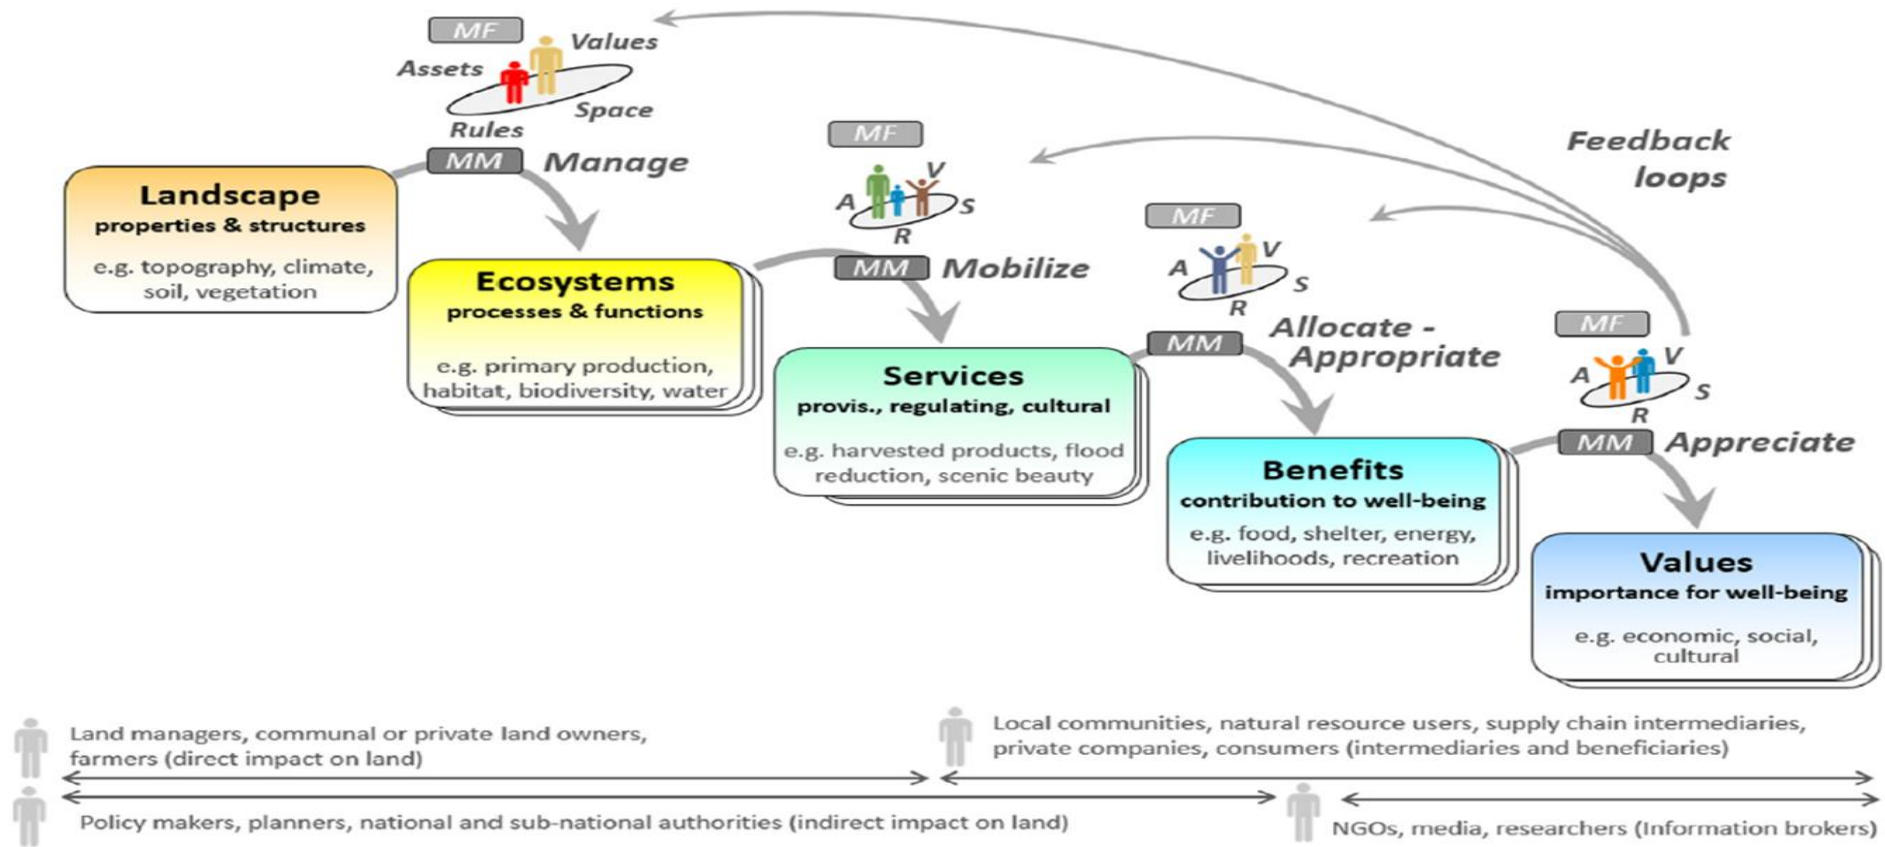 MF
Values
Assets
Space
Rules
MM Manage
Landscape
properties & structures
e.g. topography, climate,
soil, vegetation
MF
V
A
S
R
MM Mobilize
Ecosystems
processes & functions
e.g. primary production,
habitat, biodiversity, water
MF
V
A
S
R
MM Allocate -
Appropriate
Services
provis., regulating, cultural
e.g. harvested products, flood
reduction, scenic beauty
Feedback
loops
MF
V
A
S
R
MM Appreciate
Benefits
contribution to well-being
e.g. food, shelter, energy,
livelihoods, recreation
Values
importance for well-being
e.g. economic, social,
cultural
Land managers, communal or private land owners,
farmers (direct impact on land)
Local communities, natural resource users, supply chain intermediaries,
private companies, consumers (intermediaries and beneficiaries)
Policy makers, planners, national and sub-national authorities (indirect impact on land)
NGOs, media, researchers (Information brokers)